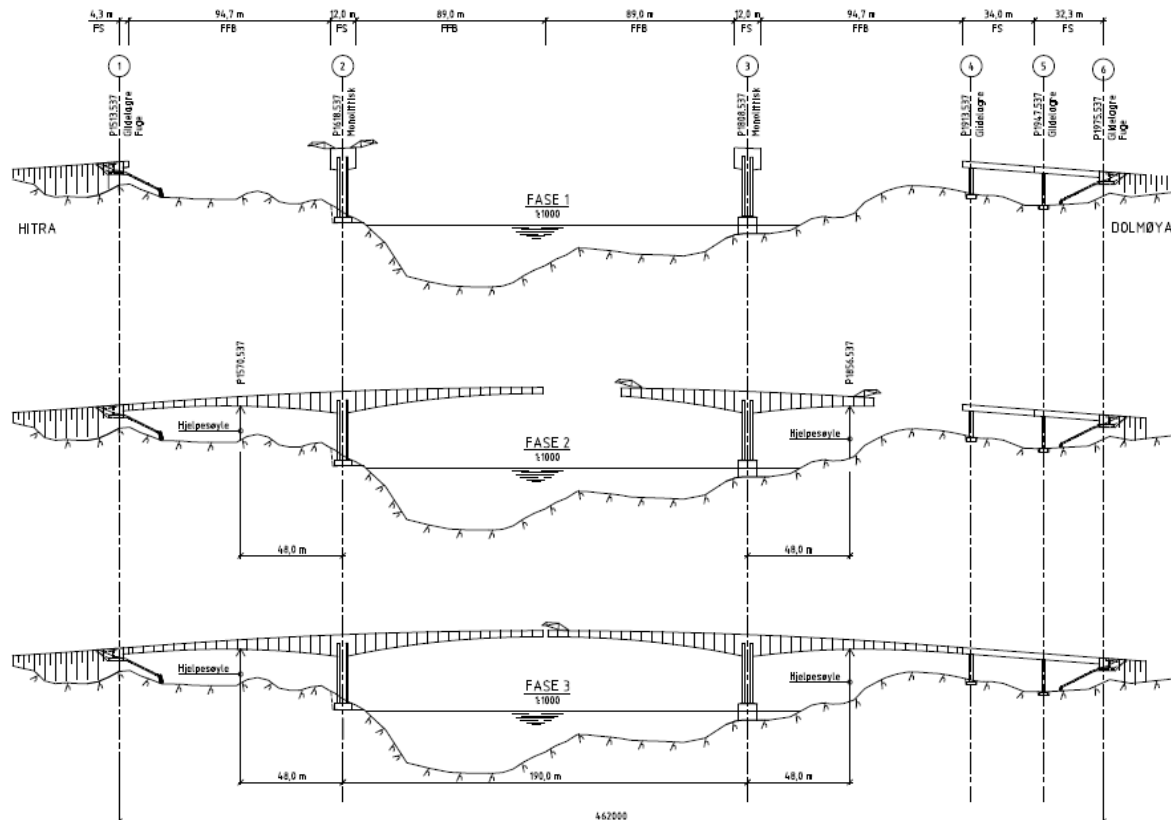 4,3 m 94,7 m 12,0 m 89,0 m 89,0 m 12,0 m 94,7 m 34,0 m 32,3 m
FS FFB FS FFB FFB FS FFB FS FS
1 2 3 4 5 6
P1513.537
Glidelagre
Fuge
P1618.537
Monolittisk
P1808.537
Monolittisk
P1913.537
Glidelagre
P1947.537
Glidelagre
P1975.537
Glidelagre
Fuge
FASE 1
1:1000
HITRA
DOLMØYA
P1570.537
P1856.537
Hjelpesøyle
Hjelpesøyle
FASE 2
1:1000
48,0 m 48,0 m
Hjelpesøyle
Hjelpesøyle
FASE 3
1:1000
48,0 m 190,0 m 48,0 m
462000